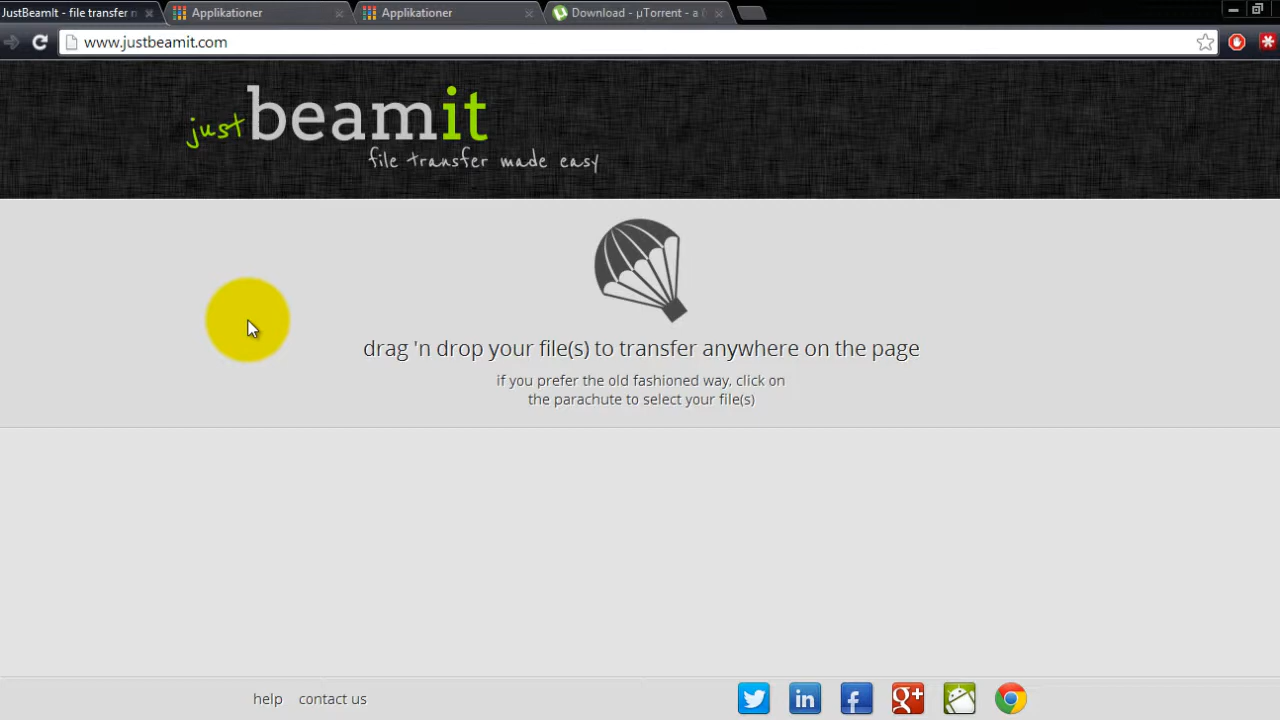 JustBeamIt - file transfer n
Applikationer
Applikationer
Download - µTorrent - a (
www.justbeamit.com
just beamit
file transfer made easy
drag 'n drop your file(s) to transfer anywhere on the page
if you prefer the old fashioned way, click on
the parachute to select your file(s)
help
contact us